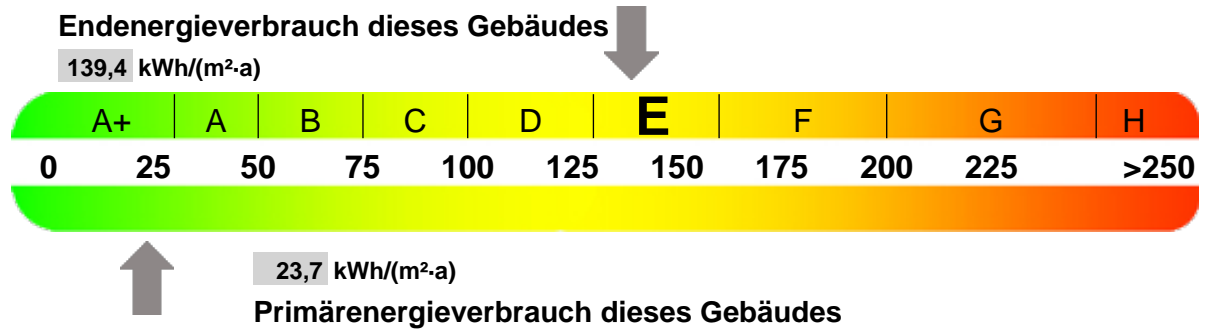 Endenergieverbrauch dieses Gebäudes
139,4 kWh/(m²·a)
A+ A B C D E F G H
0 25 50 75 100 125 150 175 200 225 >250
23,7 kWh/(m²·a)
Primärenergieverbrauch dieses Gebäudes